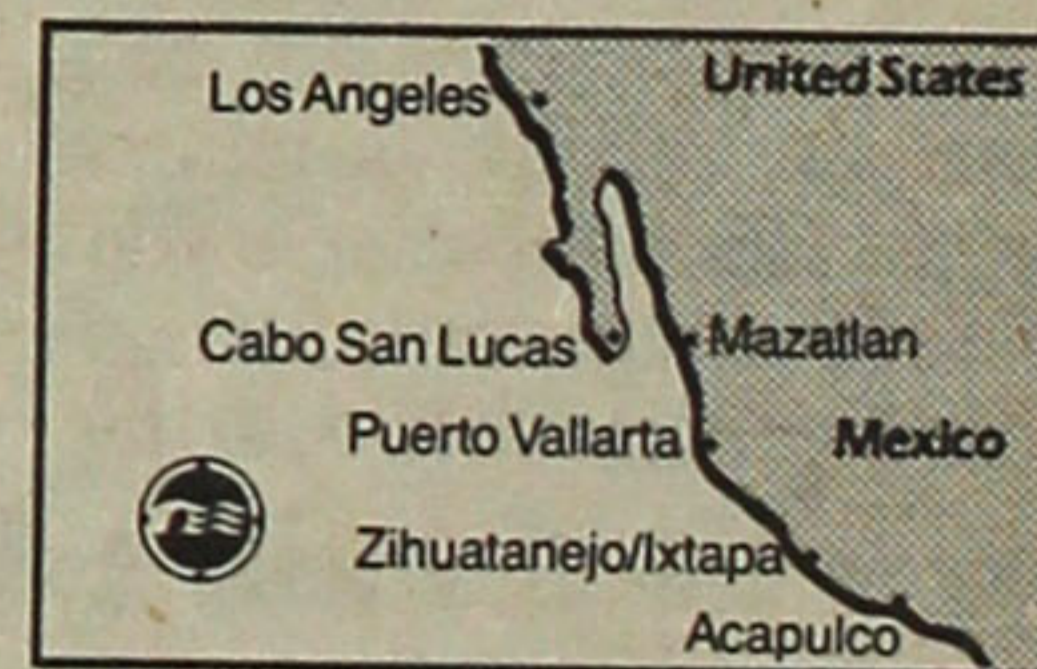 United States
Los Angeles
Cabo San Lucas
Mazatlan
Puerto Vallarta
Mexico
Zihuatanejo/Ixtapa
Acapulco